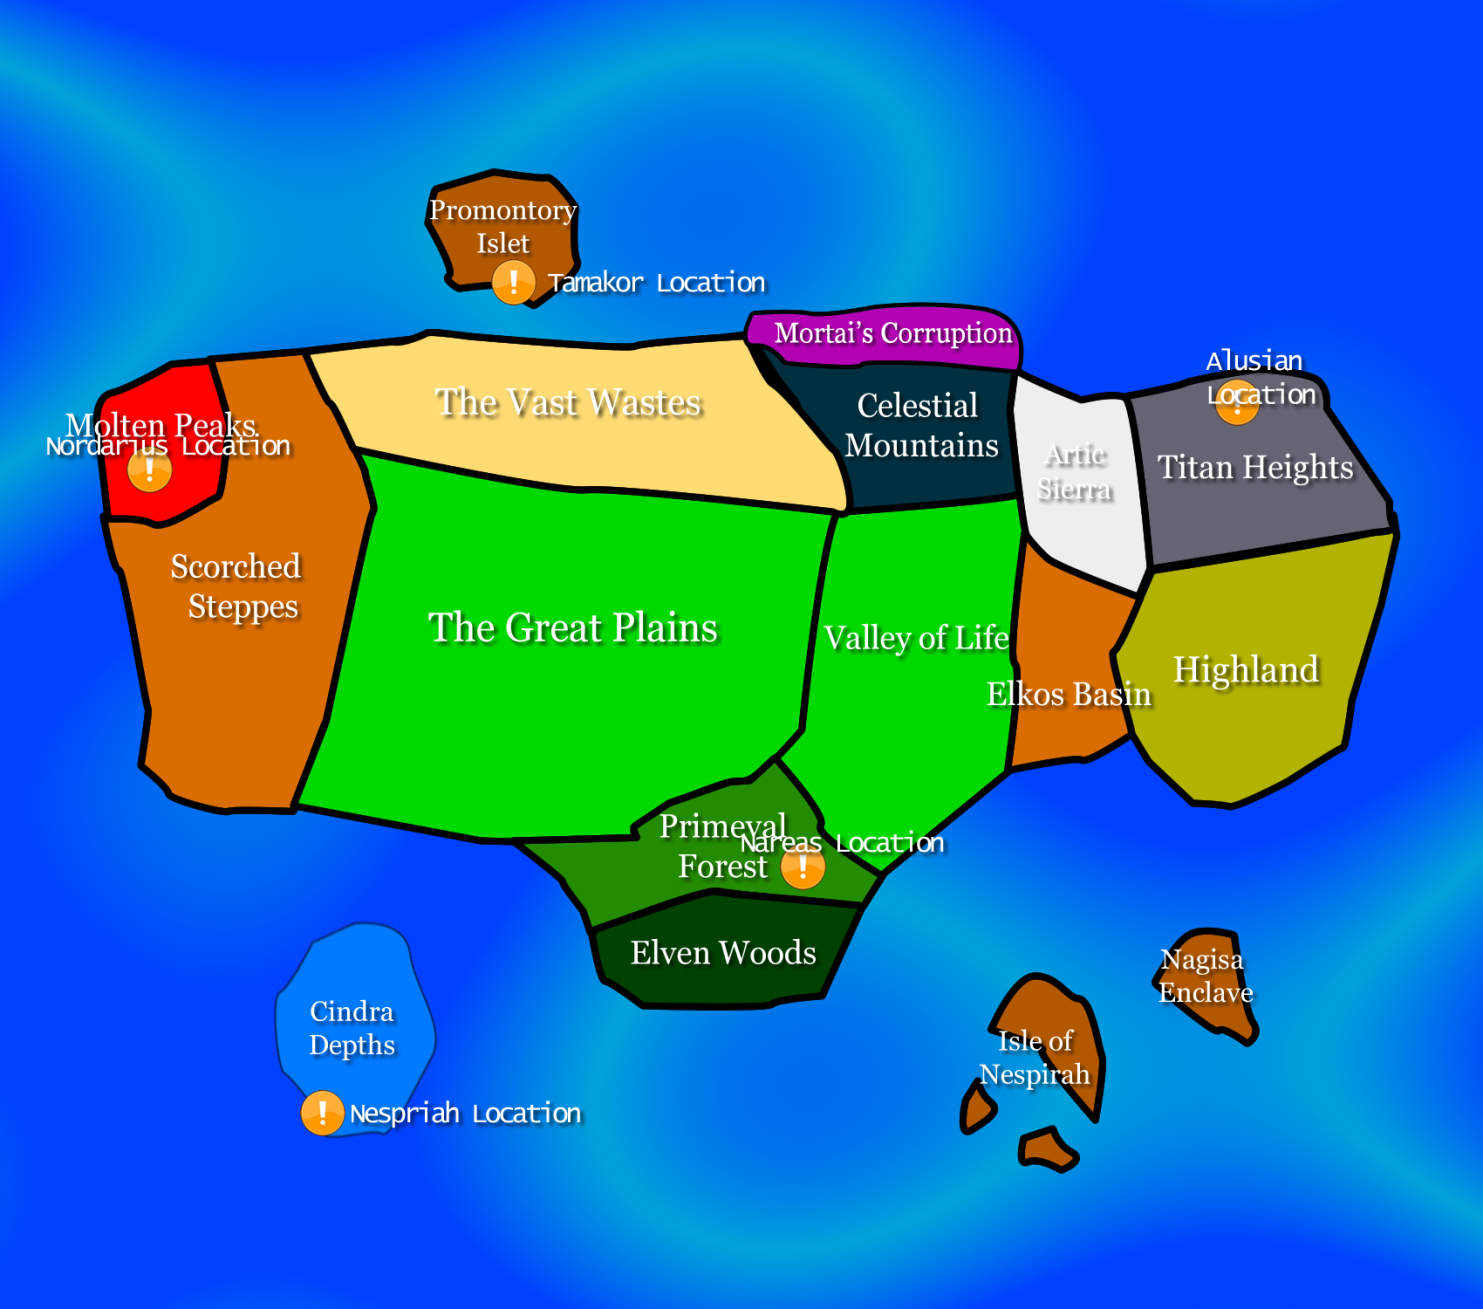 Promontory
Islet
!
Tamakor Location
Mortai's Corruption
Alusian
Location
!
The Vast Wastes
Celestial
Mountains
Molten Peaks
Nordarius Location
!
Artic
Sierra
Titan Heights
Scorched
Steppes
The Great Plains
Valley of Life
Elkos Basin
Highland
Primeval
Forest
Nareas Location
!
Elven Woods
Nagisa
Enclave
Cindra
Depths
Isle of
Nespirah
!
Nespriah Location